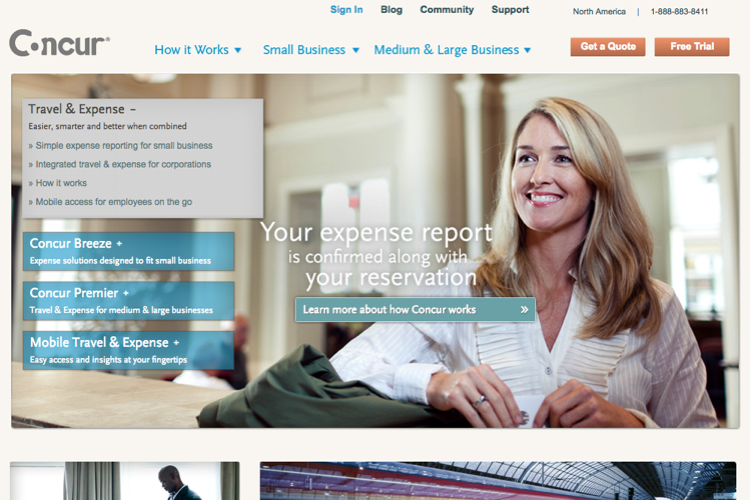 Sign In Blog Community Support North America | 1-888-883-8411
Concur®
How it Works Small Business Medium & Large Business Get a Quote Free Trial
Travel & Expense –
Easier, smarter and better when combined
» Simple expense reporting for small business
» Integrated travel & expense for corporations
» How it works
» Mobile access for employees on the go
Concur Breeze +
Expense solutions designed to fit small business
Concur Premier +
Travel & Expense for medium & large businesses
Mobile Travel & Expense +
Easy access and insights at your fingertips
Your expense report
is confirmed along with
your reservation
Learn more about how Concur works »